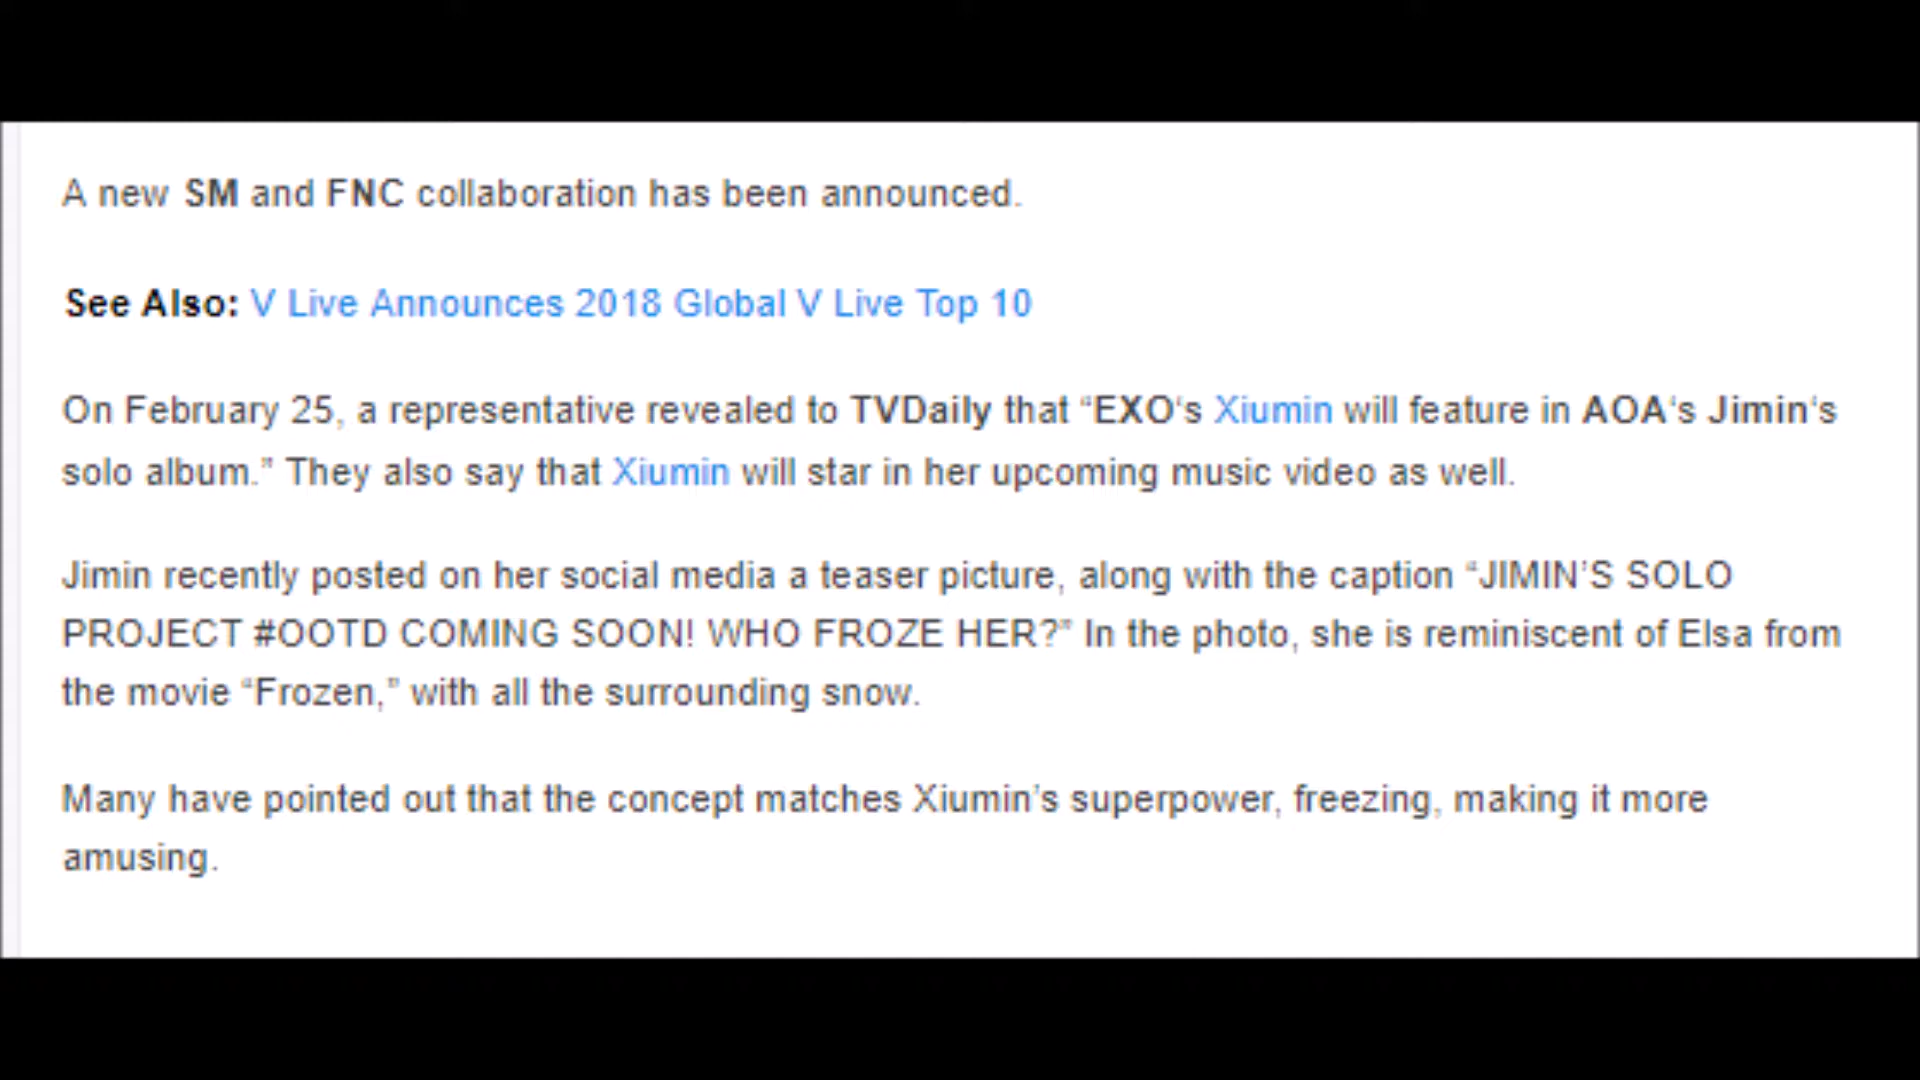 A new SM and FNC collaboration has been announced.
See Also: V Live Announces 2018 Global V Live Top 10
On February 25, a representative revealed to TVDaily that “EXO‘s Xiumin will feature in AOA‘s Jimin‘s
solo album.” They also say that Xiumin will star in her upcoming music video as well.
Jimin recently posted on her social media a teaser picture, along with the caption “JIMIN’S SOLO
PROJECT #OOTD COMING SOON! WHO FROZE HER?” In the photo, she is reminiscent of Elsa from
the movie “Frozen,” with all the surrounding snow.
Many have pointed out that the concept matches Xiumin’s superpower, freezing, making it more
amusing.